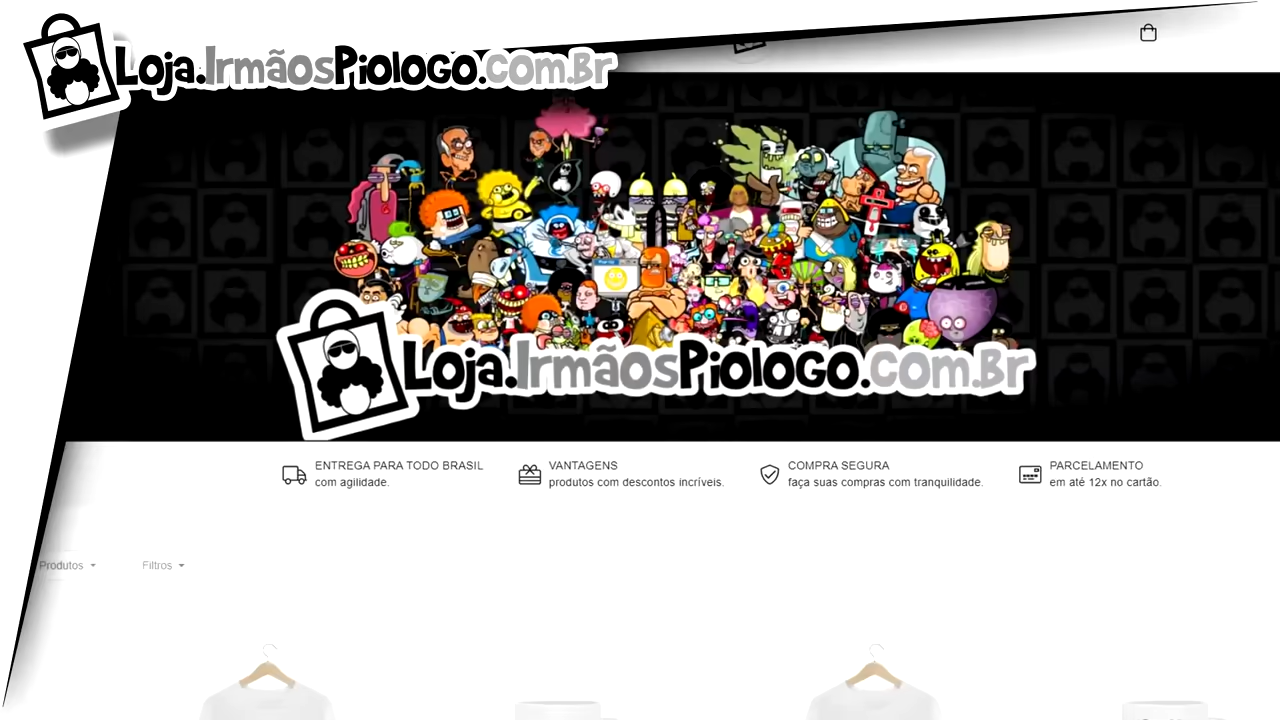 Loja.IrmãosPiologo.com.Br
Loja.IrmãosPiologo.com.Br
ENTREGA PARA TODO BRASIL
com agilidade.
VANTAGENS
produtos com descontos incríveis.
COMPRA SEGURA
faça suas compras com tranquilidade.
PARCELAMENTO
em até 12x no cartão.
Produtos
Filtros